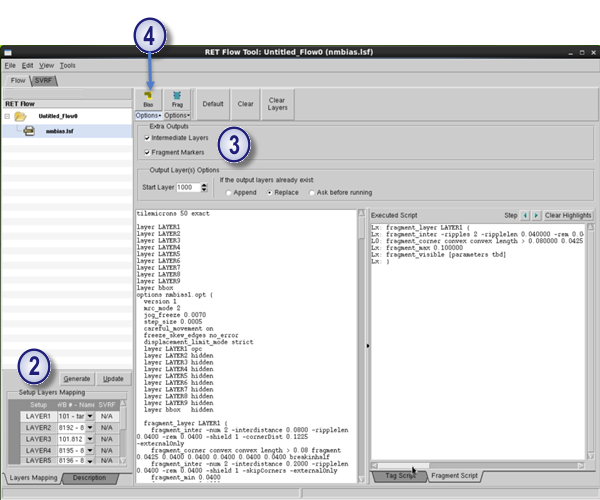 4
RET Flow Tool: Untitled_Flow0 (nmbias.lsf)
File Edit View Tools
Flow SVRF
RET Flow
Untitled_Flow0
nmbias.lsf
Bias Frag Default Clear Clear Layers
Options Options
Extra Outputs
Intermediate Layers
Fragment Markers
3
Output Layer(s) Options
If the output layers already exist:
Start Layer 1000 Append Replace Ask before running
tilemicrons 50 exact
layer LAYER1
layer LAYER2
layer LAYER3
layer LAYER4
layer LAYER5
layer LAYER6
layer LAYER7
layer LAYER8
layer LAYER9
layer bbox
options nmbias1.opt {
version 1
mrc_mode 2
jog_freeze 0.0070
step_size 0.0005
careful_movement on
freeze_skew_edges no_error
displacement_limit_mode strict
layer LAYER1 opc
layer LAYER2 hidden
layer LAYER3 hidden
layer LAYER4 hidden
layer LAYER5 hidden
layer LAYER6 hidden
layer LAYER7 hidden
layer LAYER8 hidden
layer LAYER9 hidden
layer bbox hidden
fragment_layer LAYER1 {
fragment_inter -num 2 -interdistance 0.0800 -ripplelen
0.0400 -rem 0.0400 -shield 1 -cornerDist 0.1225
-externalOnly
fragment_corner convex convex length > 0.08 fragment
0.0425 0.0400 0.0400 0.0400 0.0400 breakinhalf
fragment_inter -num 2 -interdistance 0.2000 -ripplelen
0.0400 -rem 0.0400 -shield 1 -skipCorners -externalOnly
fragment_min 0.0400
Executed Script Step Clear Highlights
Lx: fragment_layer LAYER1 {
Lx: fragment_inter -ripples 2 -ripplelen 0.040000 -rem 0.0
L0: fragment_corner convex convex length > 0.080000 0.0425
Lx: fragment_max 0.100000
Lx: fragment_visible [parameters tbd]
Lx: }
2
Generate Update
Setup Layers Mapping
Setup WB # - Name SVRF
LAYER1 101 - tar N/A
LAYER2 8192 - 8 N/A
LAYER3 101.812 N/A
LAYER4 8195 - 8 N/A
LAYER5 8196 - 8 N/A
Layers Mapping Description
Tag Script Fragment Script